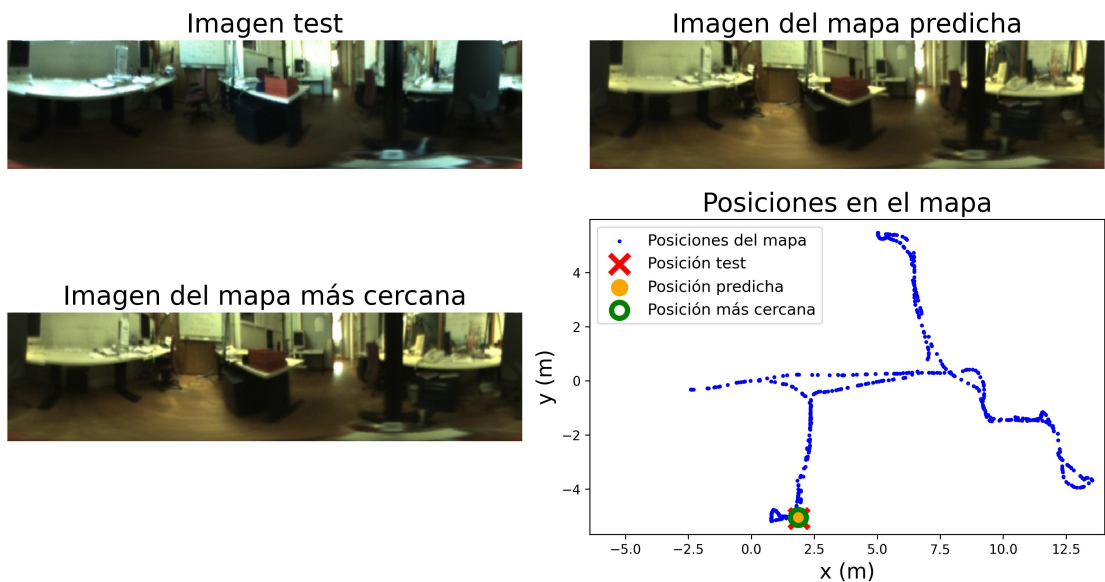 Imagen test
Imagen del mapa predicha
Imagen del mapa más cercana
Posiciones en el mapa
Posiciones del mapa
Posición test
Posición predicha
Posición más cercana
y (m)
4
2
0
−2
−4
−5.0 −2.5 0.0 2.5 5.0 7.5 10.0 12.5
x (m)